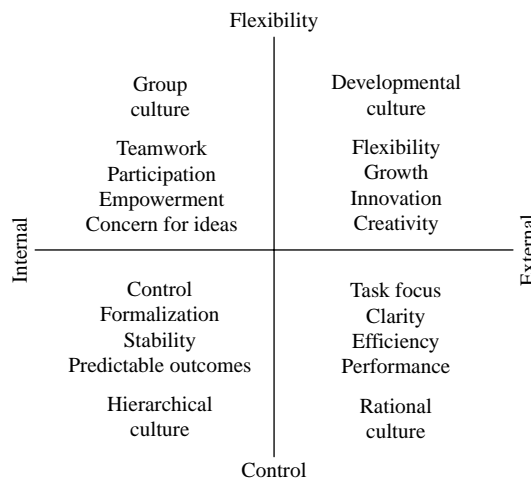 Flexibility
Group
culture
Teamwork
Participation
Empowerment
Concern for ideas
Developmental
culture
Flexibility
Growth
Innovation
Creativity
Internal
External
Control
Formalization
Stability
Predictable outcomes
Hierarchical
culture
Task focus
Clarity
Efficiency
Performance
Rational
culture
Control